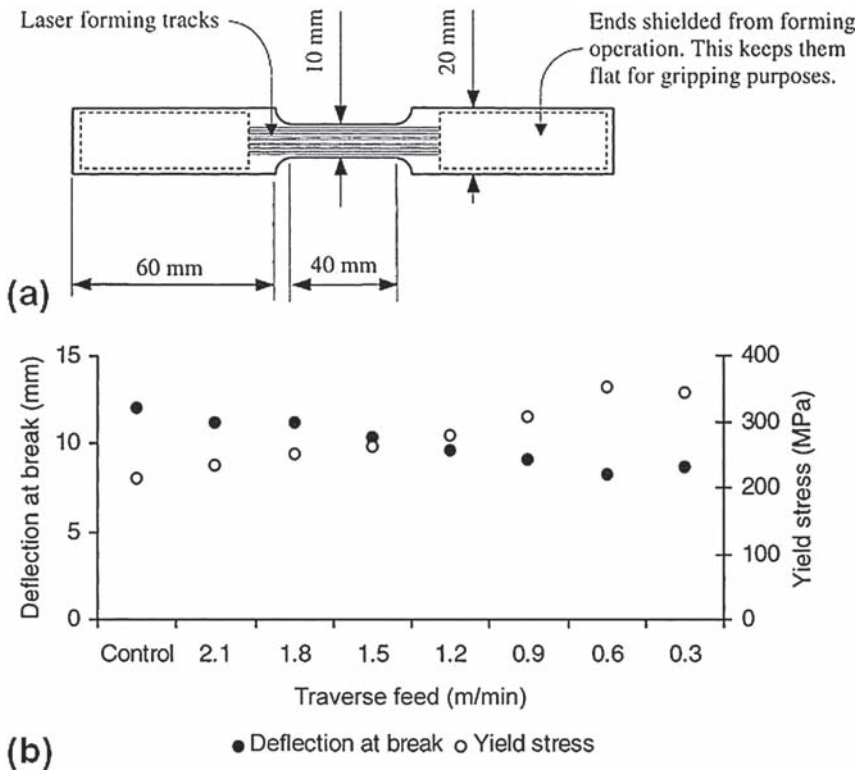 Laser forming tracks
10 mm
20 mm
Ends shielded from forming
operation. This keeps them
flat for gripping purposes.
60 mm
40 mm
(a)
Deflection at break (mm)
15
10
5
0
400
300
200
100
0
Yield stress (MPa)
Control 2.1 1.8 1.5 1.2 0.9 0.6 0.3
Traverse feed (m/min)
(b)
Deflection at break Yield stress